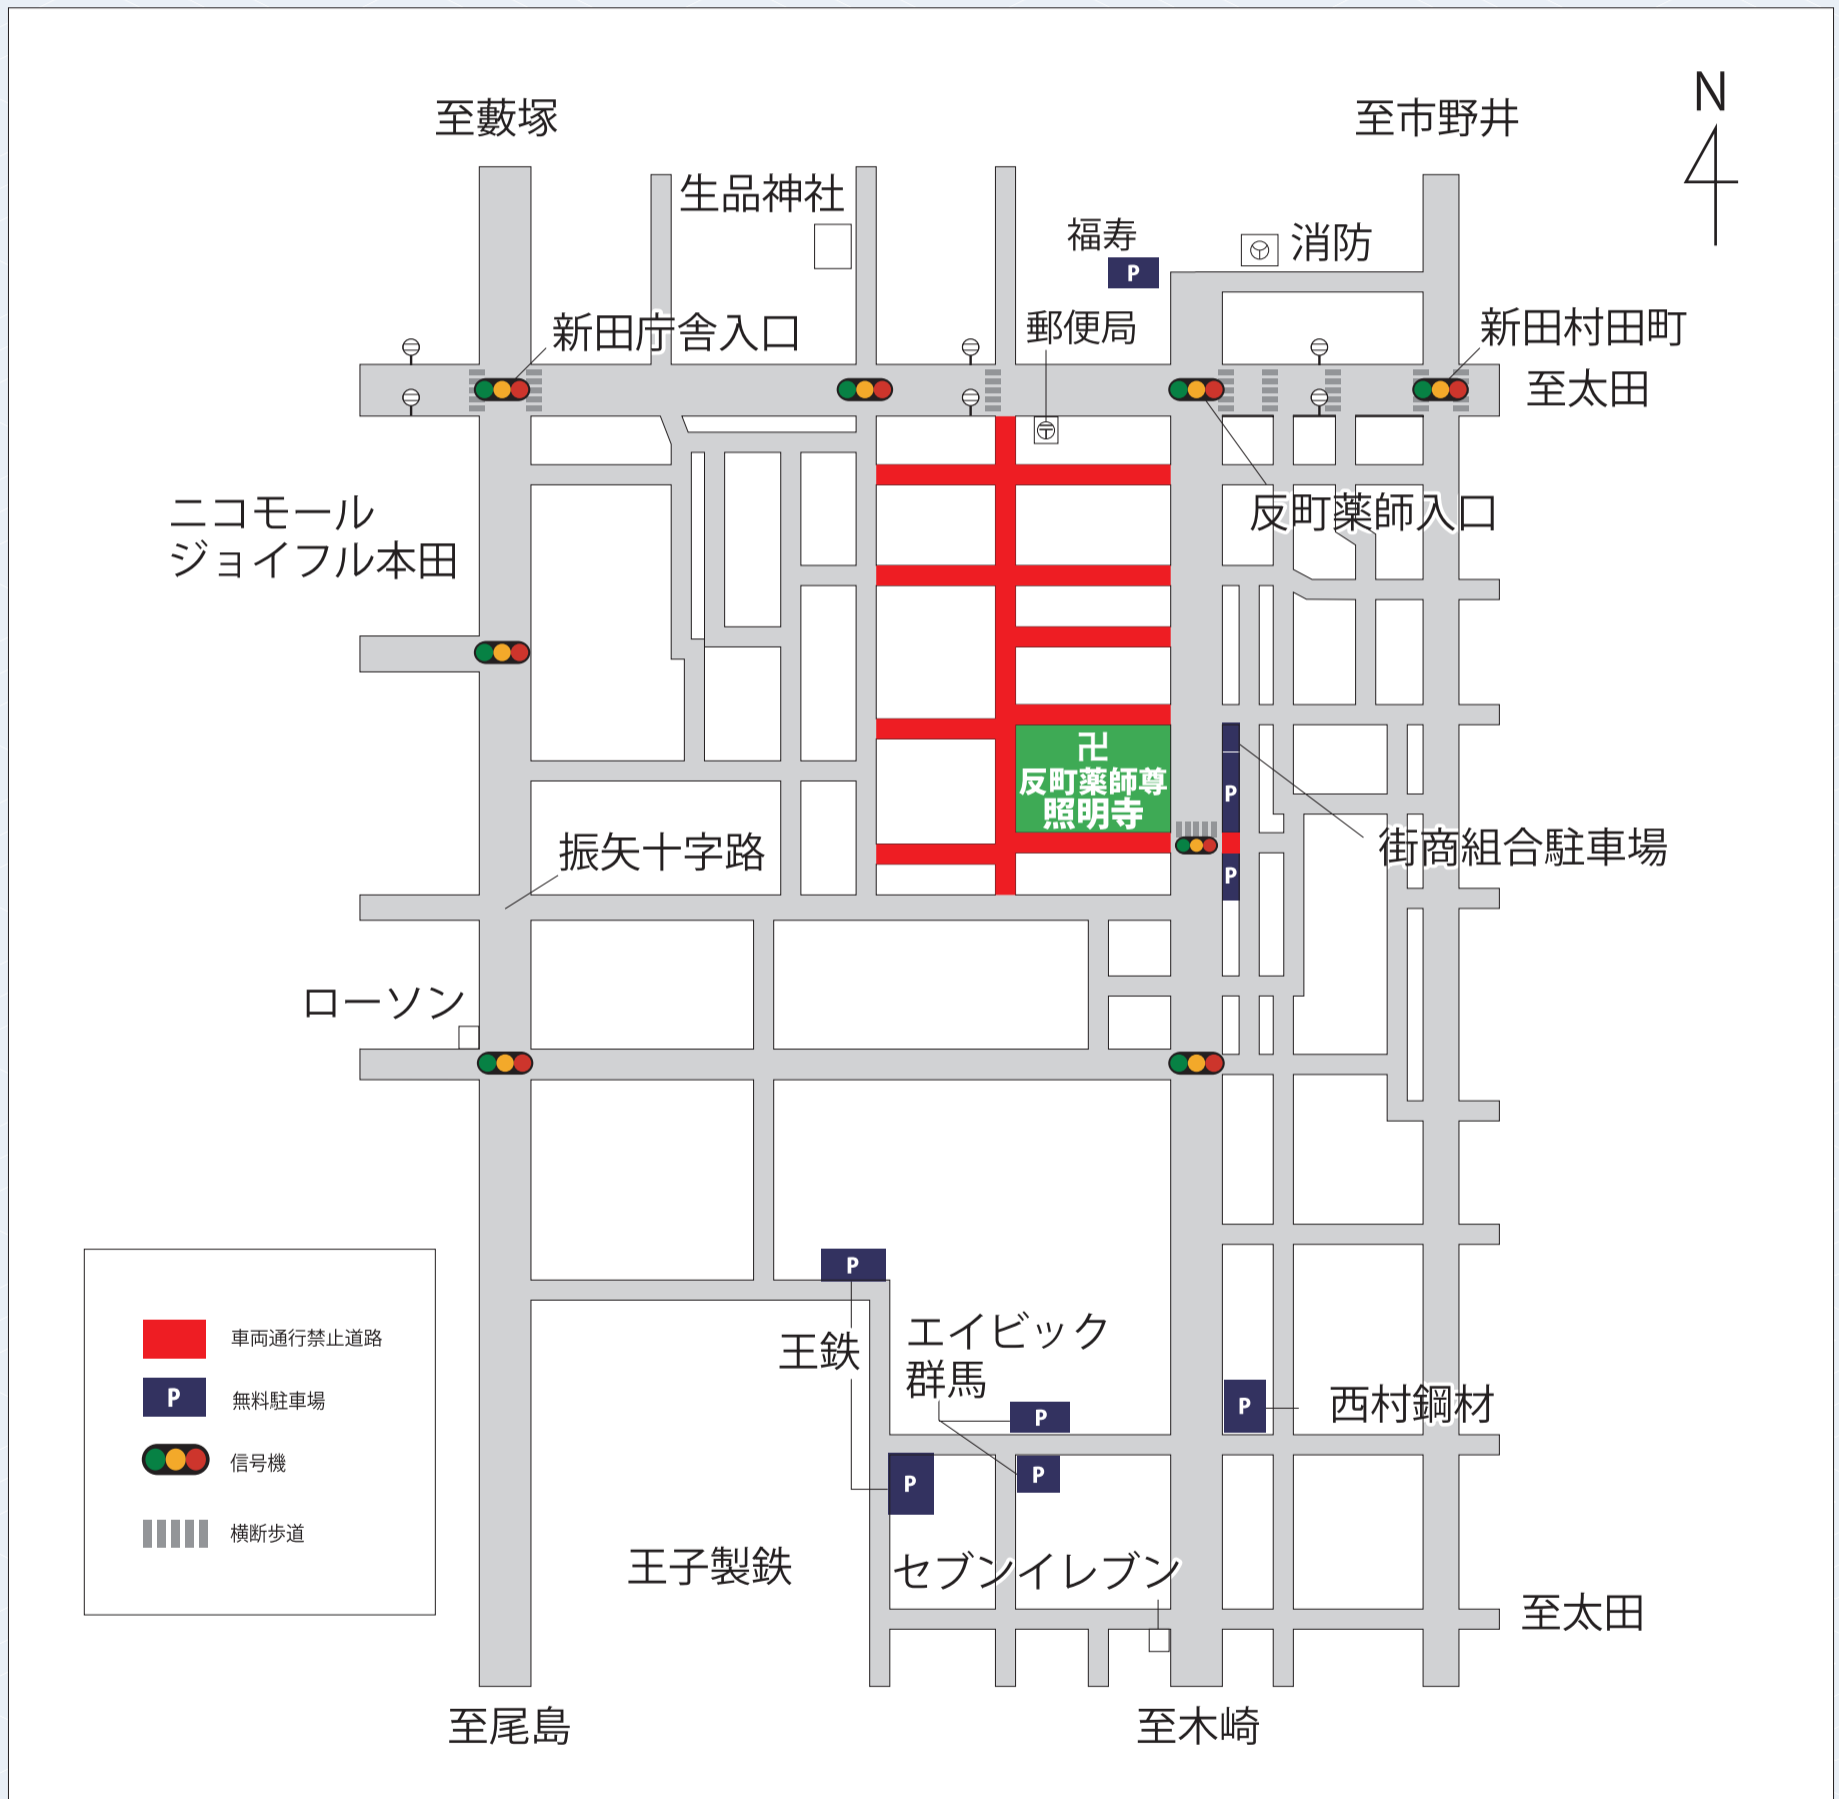 N
至藪塚
至市野井
生品神社
福寿
P
消防
新田庁舎入口
郵便局
新田村田町
至太田
ニコモール
ジョイフル本田
反町薬師入口
卍
反町薬師尊
照明寺
P
街商組合駐車場
振矢十字路
P
ローソン
P
王鉄
エイビック
群馬
P
P
西村鋼材
P
P
王子製鉄
セブンイレブン
至太田
至尾島
至木崎
車両通行禁止道路
P
無料駐車場
信号機
横断歩道